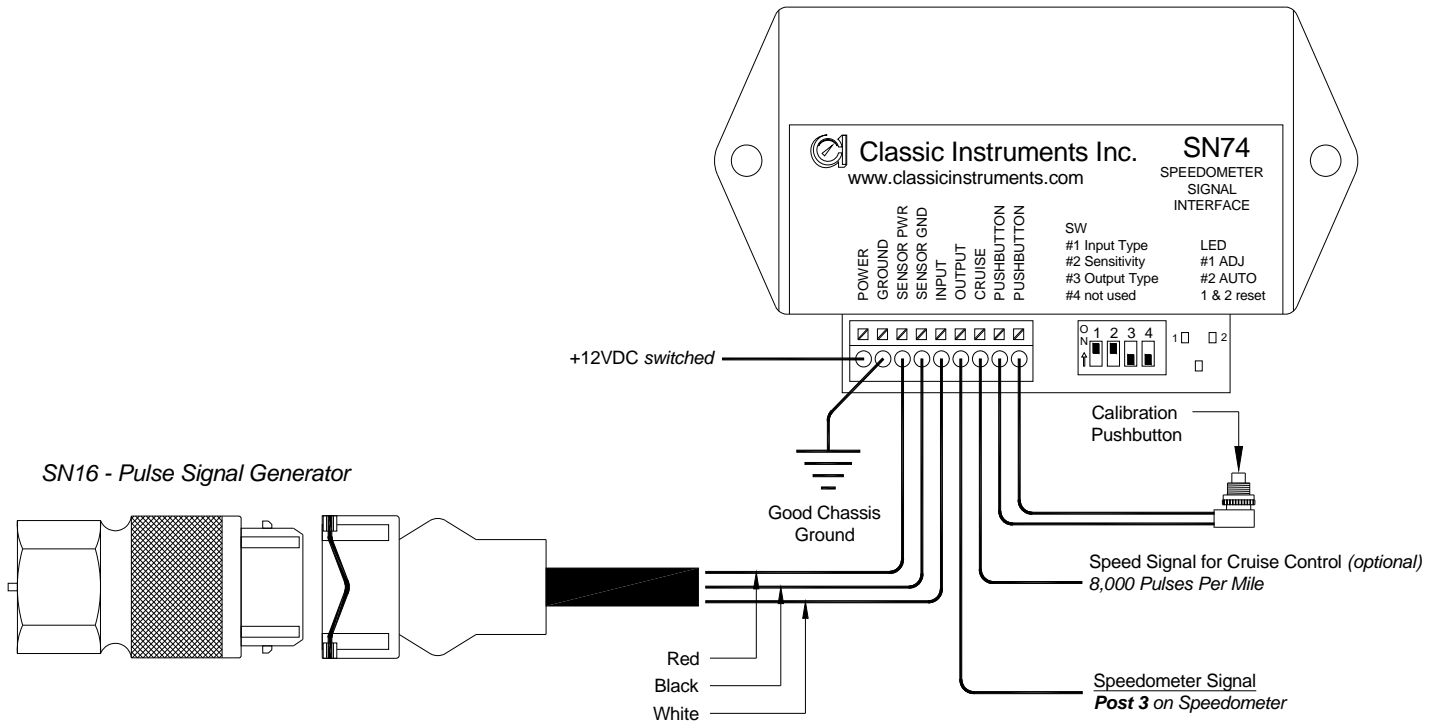 Classic Instruments Inc.
www.classicinstruments.com
SN74
SPEEDOMETER
SIGNAL
INTERFACE
POWER
GROUND
SENSOR PWR
SENSOR GND
INPUT
OUTPUT
CRUISE
PUSHBUTTON
PUSHBUTTON
SW
#1 Input Type
#2 Sensitivity
#3 Output Type
#4 not used
LED
#1 ADJ
#2 AUTO
1 & 2 reset
ON
1 2 3 4
1
2
+12VDC switched
Calibration
Pushbutton
SN16 - Pulse Signal Generator
Good Chassis
Ground
Speed Signal for Cruise Control (optional)
8,000 Pulses Per Mile
Red
Black
White
Speedometer Signal
Post 3 on Speedometer